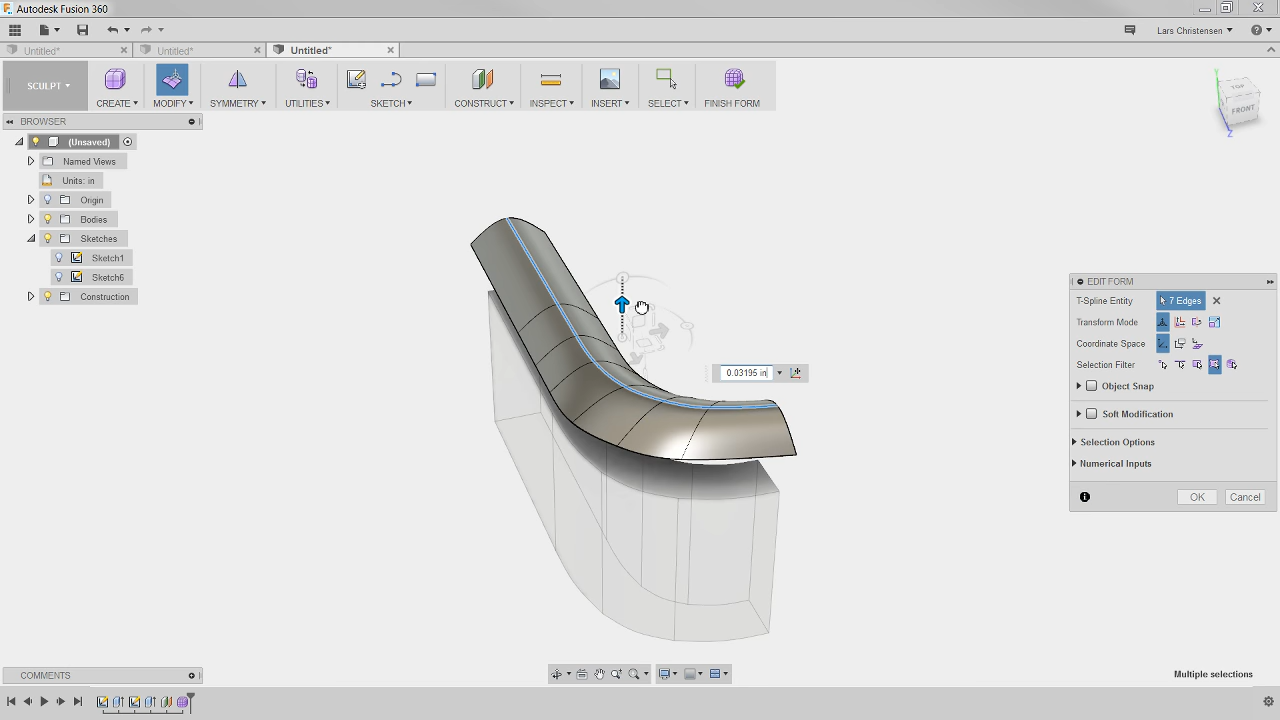 Autodesk Fusion 360
Lars Christensen
Untitled*
Untitled*
Untitled*
SCULPT
CREATE
MODIFY
SYMMETRY
UTILITIES
SKETCH
CONSTRUCT
INSPECT
INSERT
SELECT
FINISH FORM
BROWSER
(Unsaved)
Named Views
Units: in
Origin
Bodies
Sketches
Sketch1
Sketch6
Construction
TOP
FRONT
Y
Z
0.03195 in
EDIT FORM
T-Spline Entity
7 Edges
Transform Mode
Coordinate Space
Selection Filter
Object Snap
Soft Modification
Selection Options
Numerical Inputs
OK
Cancel
COMMENTS
Multiple selections